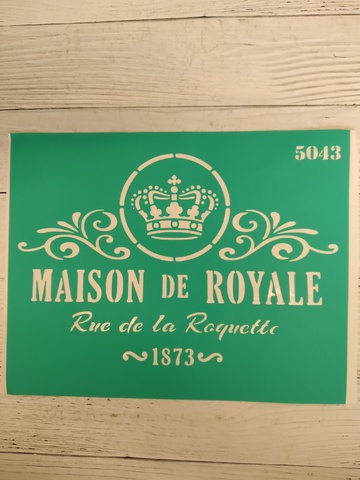 5043
MAISON DE ROYALE
Rue de la Roquette
~1873~